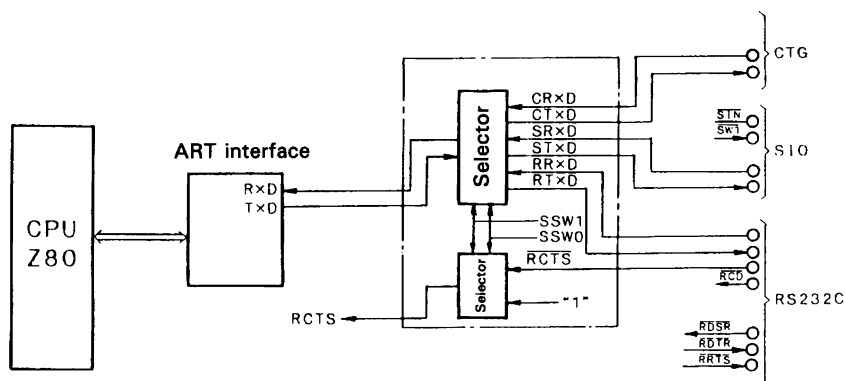 CTG
CR×D
CT×D
SR×D
ST×D
RR×D
RT×D
STN
SW1
SIO
ART interface
Selector
R×D
T×D
CPU
Z80
SSW1
SSW0
RCTS
Selector
"1"
RCTS
RCD
RS232C
RDSR
RDTR
RRTS